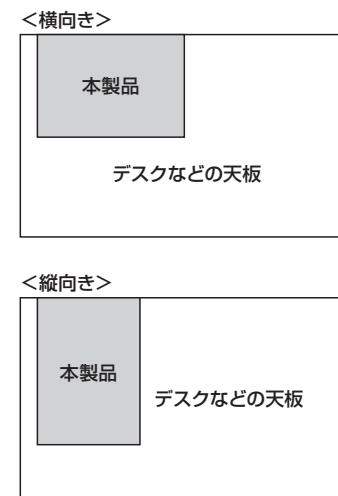 ＜横向き＞
本製品
デスクなどの天板
＜縦向き＞
本製品
デスクなどの天板